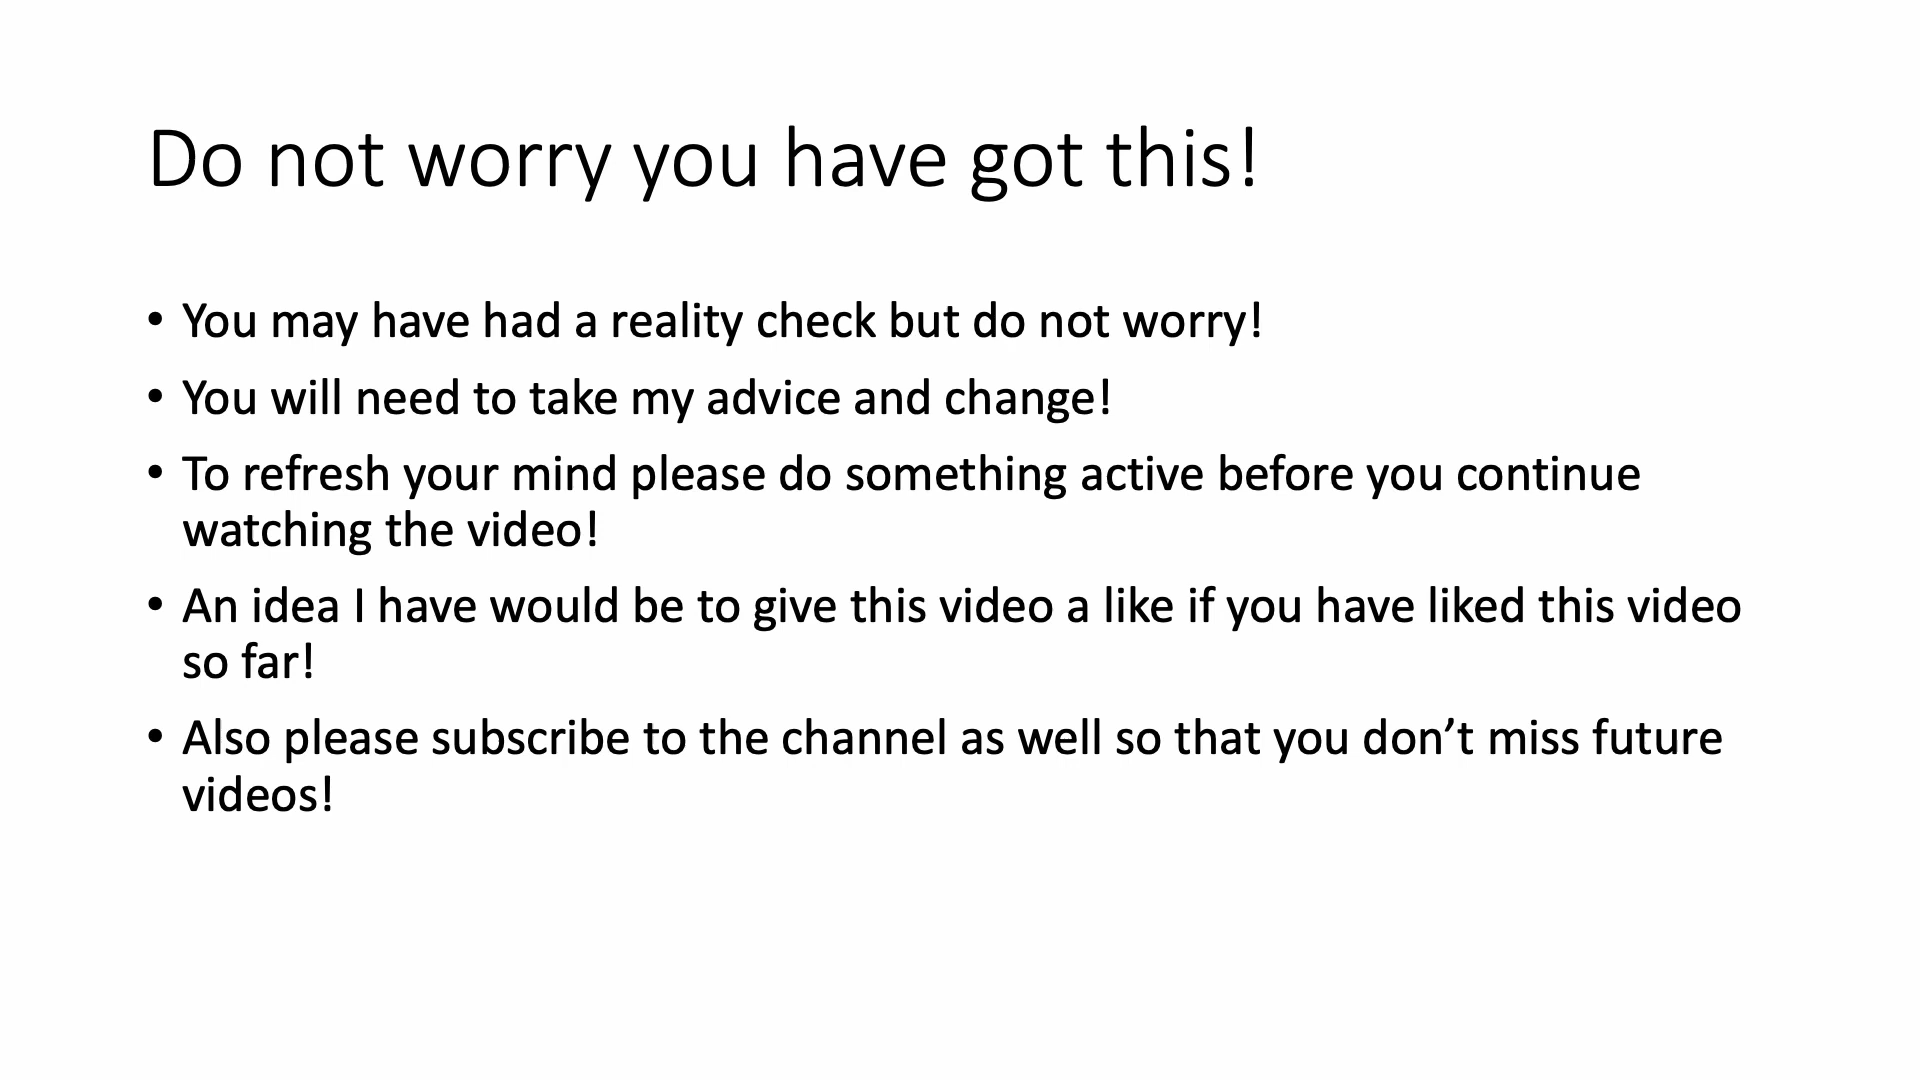 Do not worry you have got this!
• You may have had a reality check but do not worry!
• You will need to take my advice and change!
• To refresh your mind please do something active before you continue
watching the video!
• An idea I have would be to give this video a like if you have liked this video
so far!
• Also please subscribe to the channel as well so that you don’t miss future
videos!